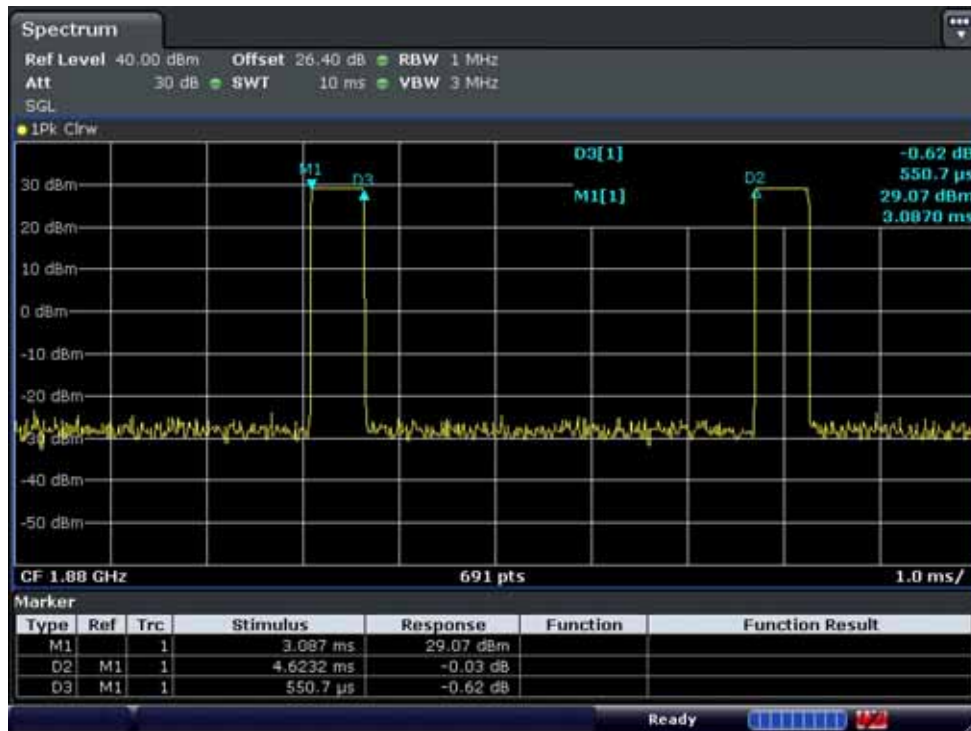 Spectrum
Ref Level 40.00 dBm Offset 26.40 dB RBW 1 MHz
Att 30 dB SWT 10 ms VBW 3 MHz
SGL
1Pk Clrw
D3[1] -0.62 dB
550.7 µs
M1[1] 29.07 dBm
3.0870 ms
M1
D3
D2
30 dBm
20 dBm
10 dBm
0 dBm
-10 dBm
-20 dBm
-30 dBm
-40 dBm
-50 dBm
CF 1.88 GHz 691 pts 1.0 ms/
Marker
Type Ref Trc Stimulus Response Function Function Result
M1 1 3.087 ms 29.07 dBm
D2 M1 1 4.6232 ms -0.03 dB
D3 M1 1 550.7 µs -0.62 dB
Ready